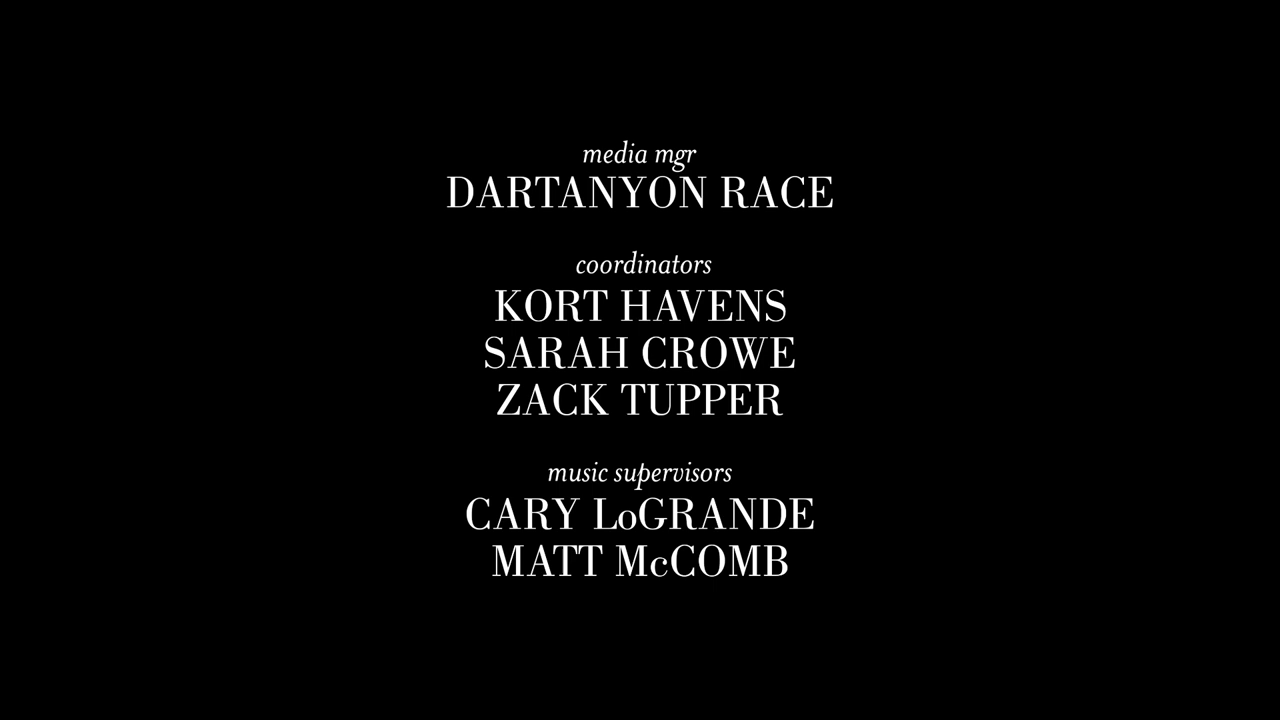 media mgr
DARTANYON RACE
coordinators
KORT HAVENS
SARAH CROWE
ZACK TUPPER
music supervisors
CARY LoGRANDE
MATT McCOMB